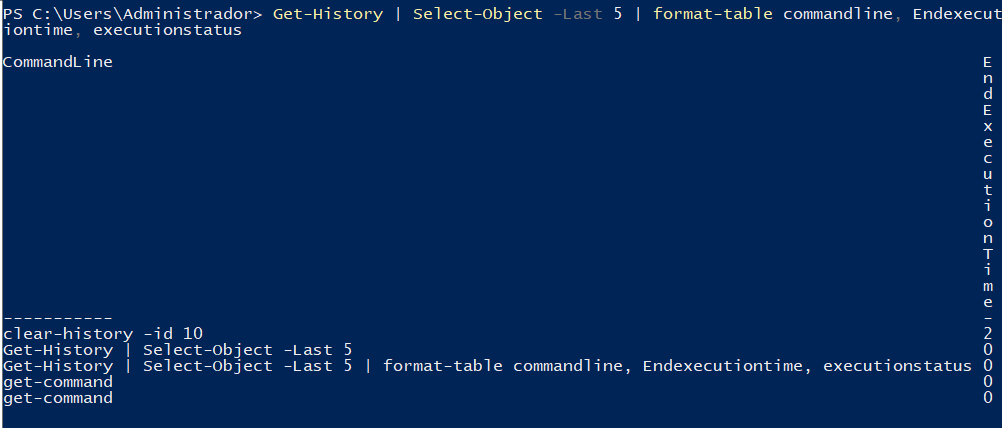 PS C:\Users\Administrador> Get-History | Select-Object -Last 5 | format-table commandline, Endexecut
iontime, executionstatus
CommandLine E
n
d
E
x
e
c
u
t
i
o
n
T
i
m
e
----------- -
clear-history -id 10 2
Get-History | Select-Object -Last 5 0
Get-History | Select-Object -Last 5 | format-table commandline, Endexecutiontime, executionstatus 0
get-command 0
get-command 0